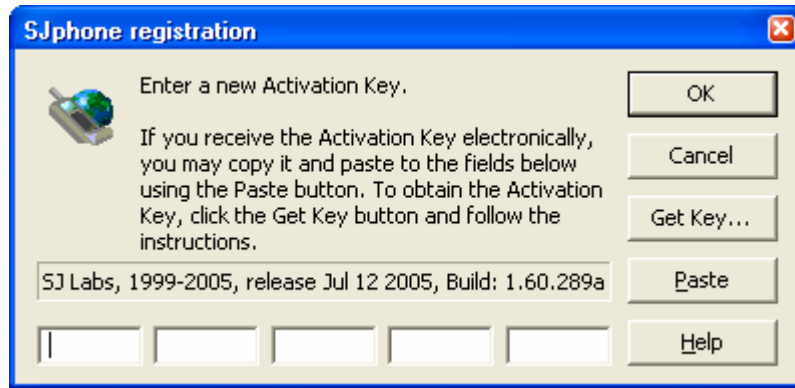 SJphone registration
Enter a new Activation Key.
If you receive the Activation Key electronically,
you may copy it and paste to the fields below
using the Paste button. To obtain the Activation
Key, click the Get Key button and follow the
instructions.
SJ Labs, 1999-2005, release Jul 12 2005, Build: 1.60.289a
OK
Cancel
Get Key...
Paste
Help